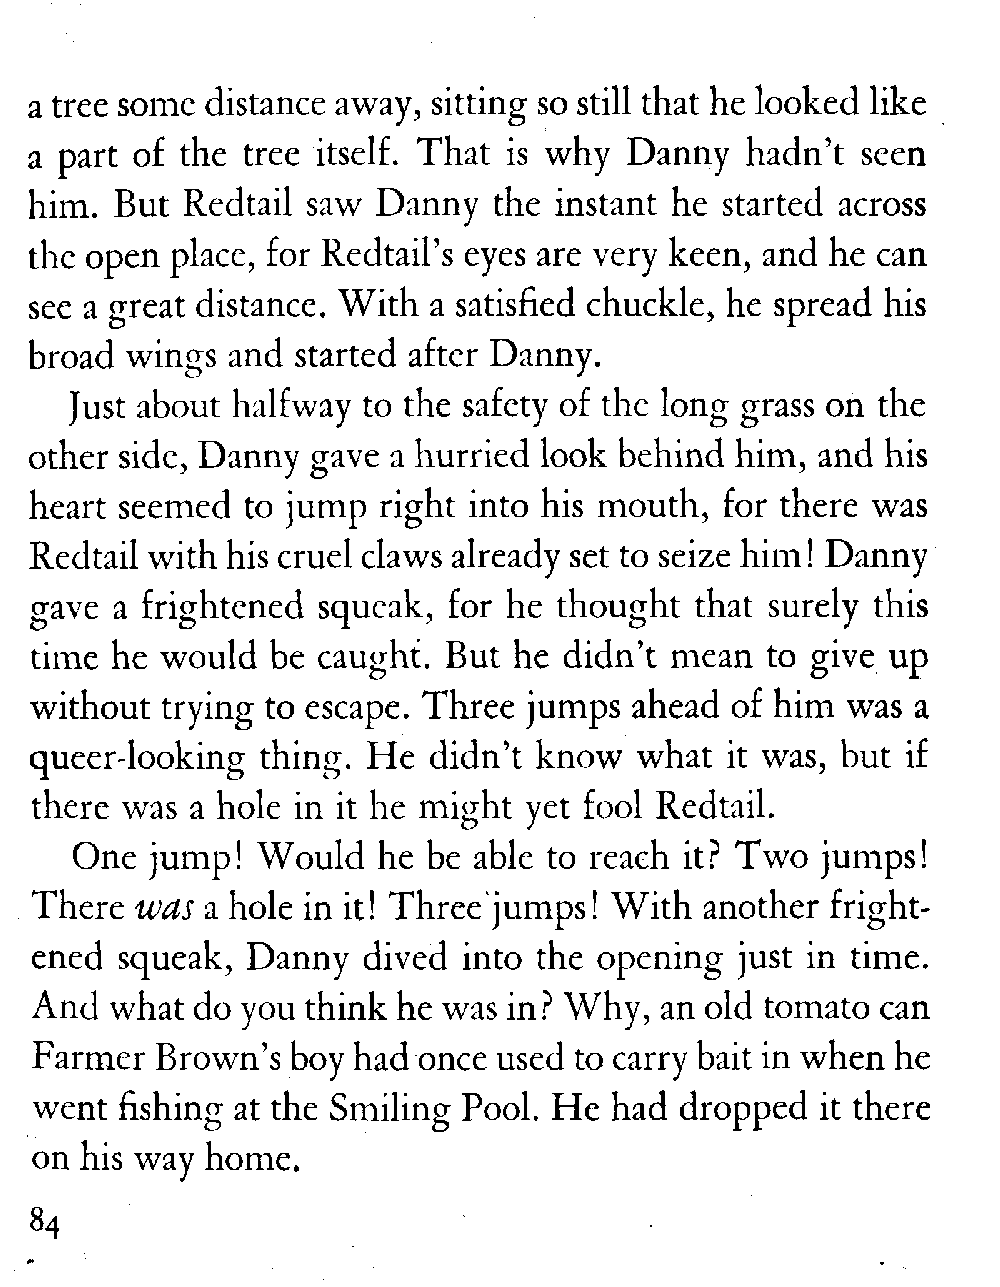 a tree some distance away, sitting so still that he looked like
a part of the tree itself. That is why Danny hadn't seen
him. But Redtail saw Danny the instant he started across
the open place, for Redtail's eyes are very keen, and he can
see a great distance. With a satisfied chuckle, he spread his
broad wings and started after Danny.
Just about halfway to the safety of the long grass on the
other side, Danny gave a hurried look behind him, and his
heart seemed to jump right into his mouth, for there was
Redtail with his cruel claws already set to seize him! Danny
gave a frightened squeak, for he thought that surely this
time he would be caught. But he didn't mean to give up
without trying to escape. Three jumps ahead of him was a
queer-looking thing. He didn't know what it was, but if
there was a hole in it he might yet fool Redtail.
One jump! Would he be able to reach it? Two jumps!
There was a hole in it! Three jumps! With another fright-
ened squeak, Danny dived into the opening just in time.
And what do you think he was in? Why, an old tomato can
Farmer Brown's boy had once used to carry bait in when he
went fishing at the Smiling Pool. He had dropped it there
on his way home.
84